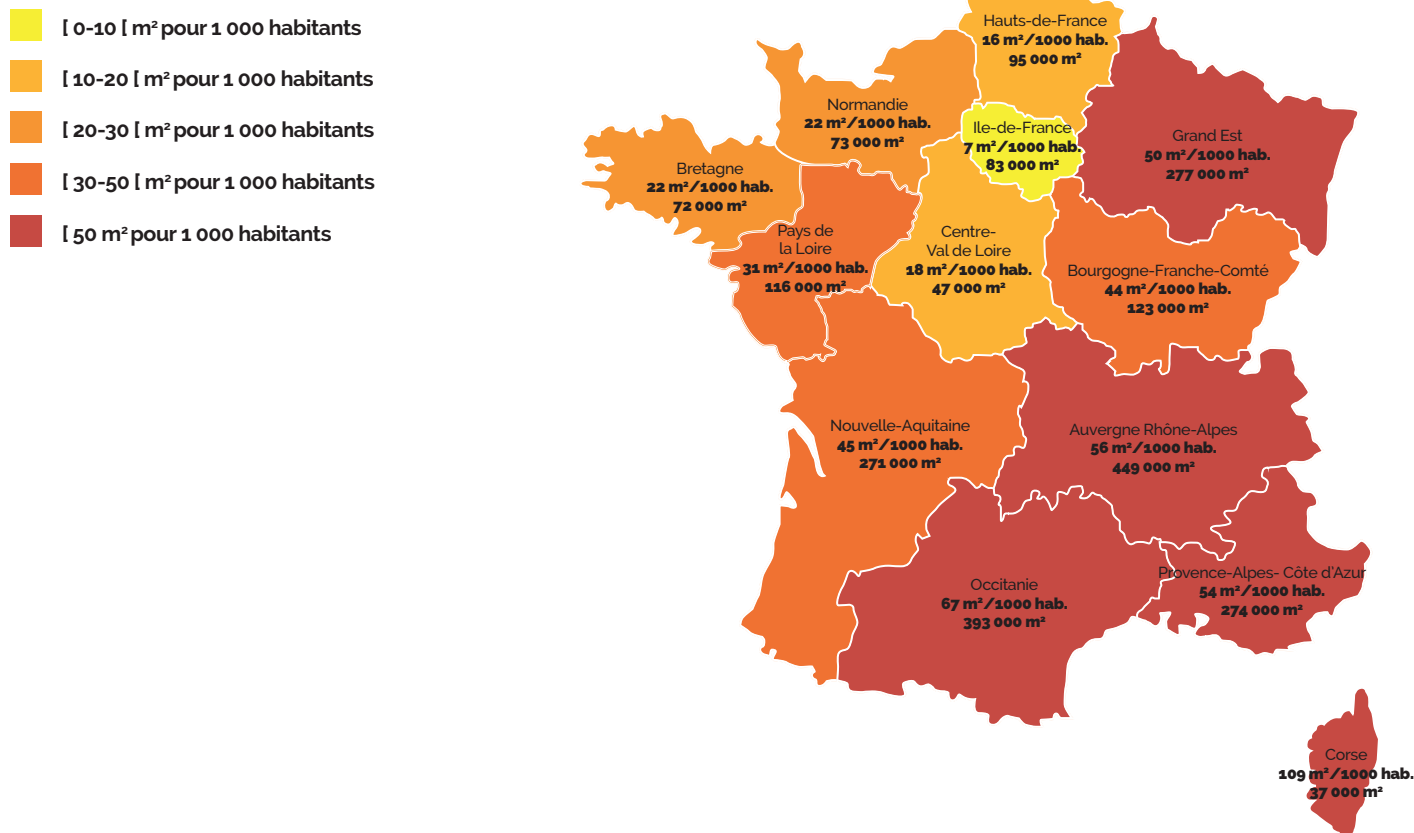 [ 0-10 [ m² pour 1 000 habitants
[ 10-20 [ m² pour 1 000 habitants
[ 20-30 [ m² pour 1 000 habitants
[ 30-50 [ m² pour 1 000 habitants
[ 50 m² pour 1 000 habitants
Hauts-de-France
16 m²/1000 hab.
95 000 m²
Normandie
22 m²/1000 hab.
73 000 m²
Ile-de-France
7 m²/1000 hab.
83 000 m²
Grand Est
50 m²/1000 hab.
277 000 m²
Bretagne
22 m²/1000 hab.
72 000 m²
Pays de
la Loire
31 m²/1000 hab.
116 000 m²
Centre-
Val de Loire
18 m²/1000 hab.
47 000 m²
Bourgogne-Franche-Comté
44 m²/1000 hab.
123 000 m²
Nouvelle-Aquitaine
45 m²/1000 hab.
271 000 m²
Auvergne Rhône-Alpes
56 m²/1000 hab.
449 000 m²
Occitanie
67 m²/1000 hab.
393 000 m²
Provence-Alpes- Côte d'Azur
54 m²/1000 hab.
274 000 m²
Corse
109 m²/1000 hab.
37 000 m²